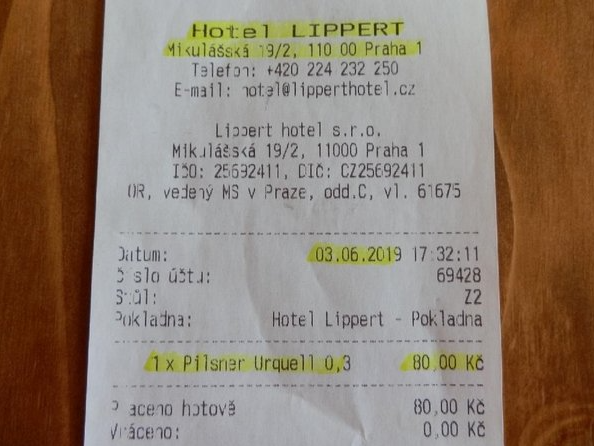 Hotel LIPPERT
Mikulášská 19/2, 110 00 Praha 1
Telefon: +420 224 232 250
E-mail: hotel@lipperthotel.cz
Lippert hotel s.r.o.
Mikulášská 19/2, 11000 Praha 1
IČO: 25692411, DIČ: CZ25692411
OR, vedený MS v Praze, odd.C, vl. 61675
Datum: 03.06.2019 17:32:11
Číslo účtu: 69428
Stůl: Z2
Pokladna: Hotel Lippert - Pokladna
1 x Pilsner Urquell 0,3 80,00 Kč
Placeno hotově 80,00 Kč
Vráceno: 0,00 Kč